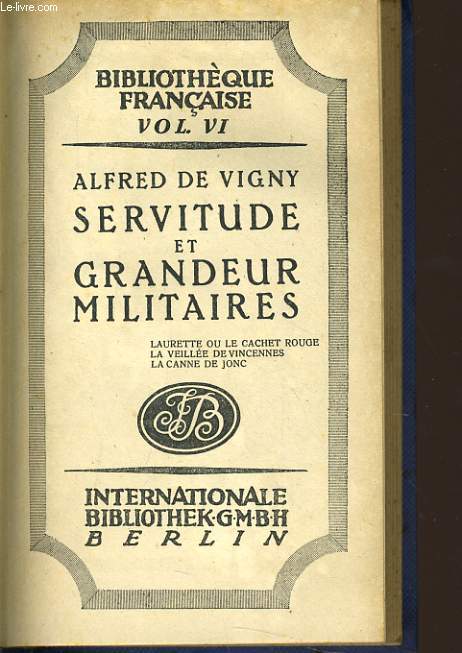 Le-livre.com
BIBLIOTHÈQUE
FRANÇAISE
VOL. VI
ALFRED DE VIGNY
SERVITUDE
ET
GRANDEUR
MILITAIRES
LAURETTE OU LE CACHET ROUGE
LA VEILLÉE DE VINCENNES
LA CANNE DE JONC
JB
INTERNATIONALE
BIBLIOTHEK·G·M·B·H
BERLIN